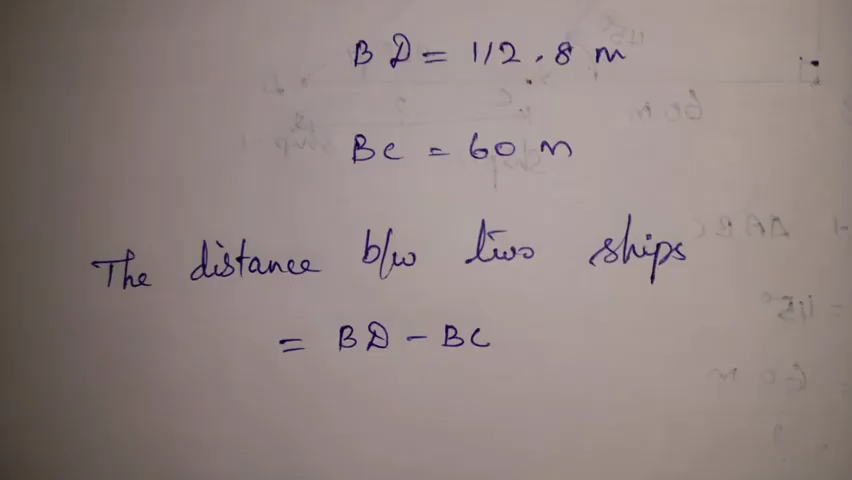 BD = 112.8 m
BC = 60 m
The distance b/w two ships
= BD - BC